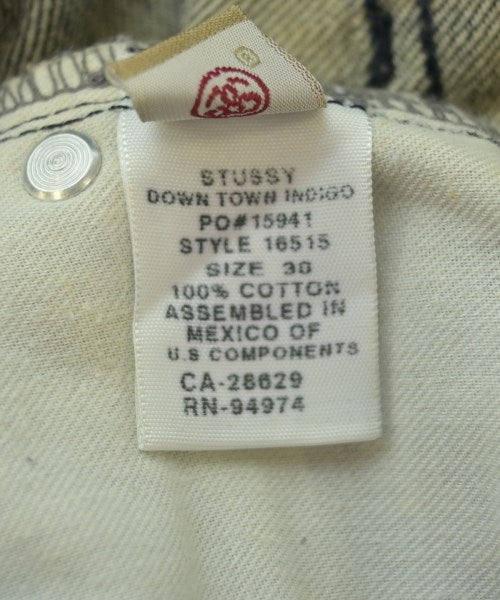 STUSSY
DOWN TOWN INDIGO
PO#15941
STYLE 16515
SIZE 36
100% COTTON
ASSEMBLED IN
MEXICO OF
U.S COMPONENTS
CA-28629
RN-94974